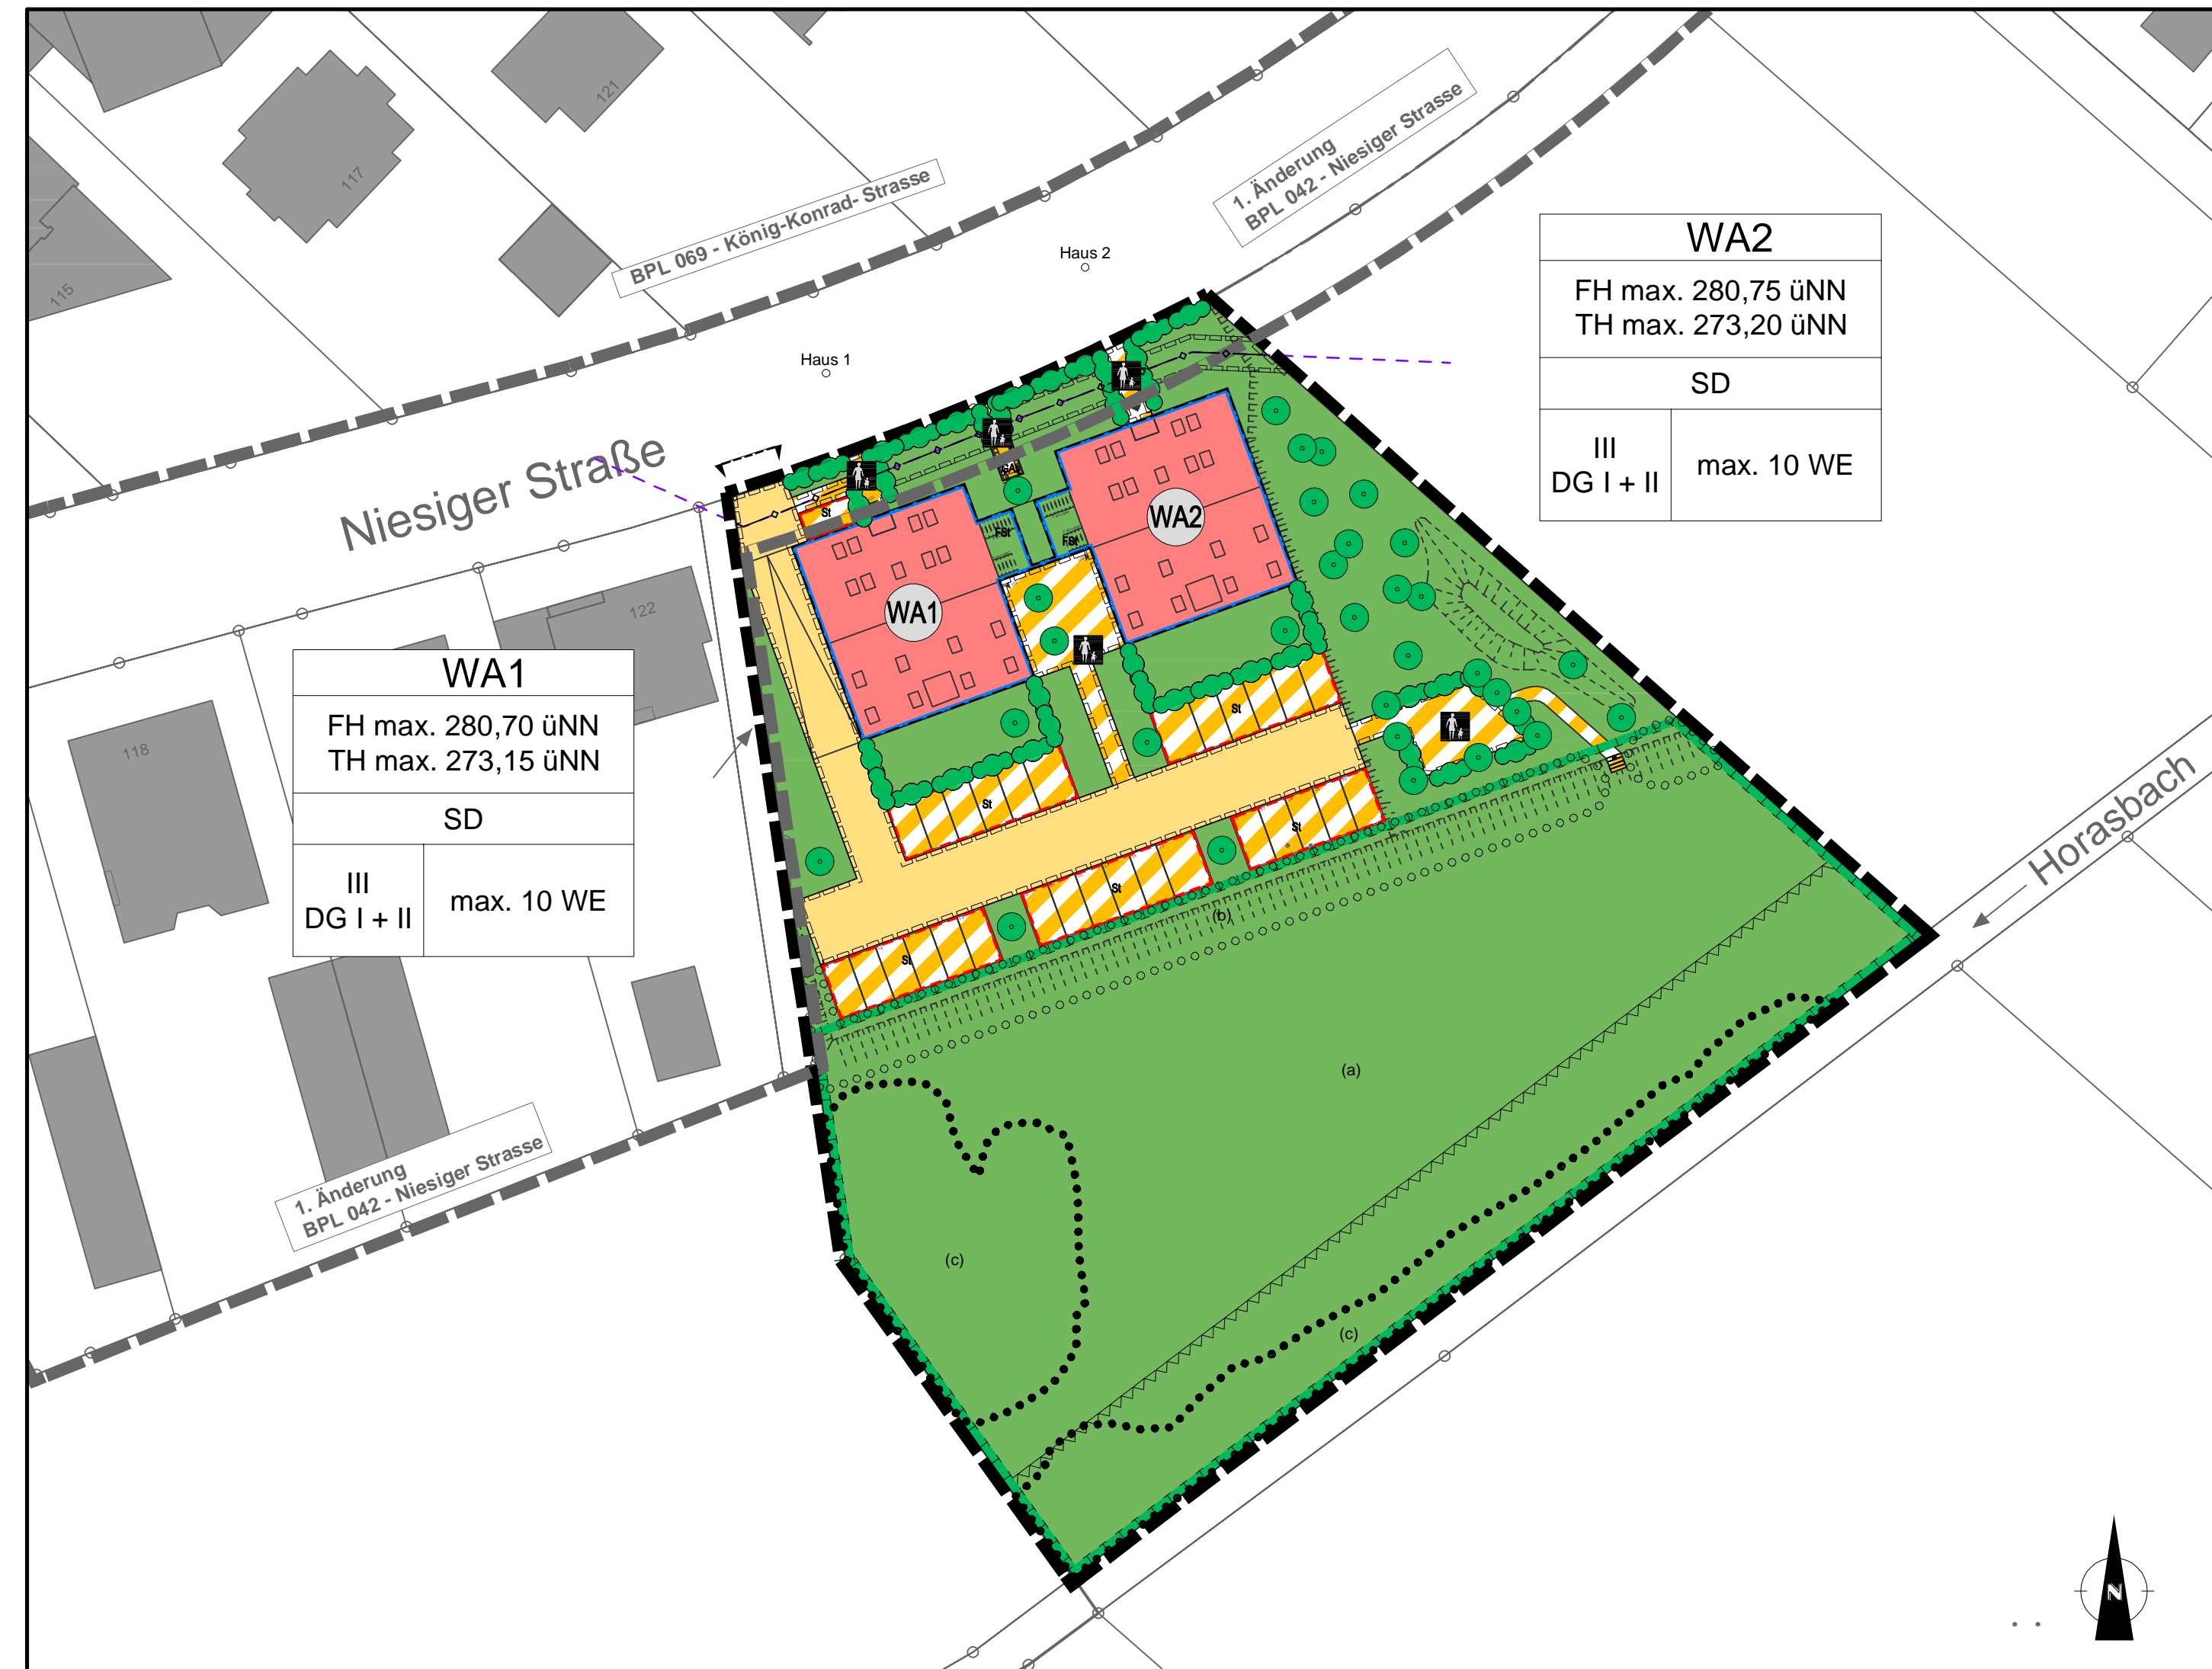 121
117
115
BPL 069 - König-Konrad- Strasse
1. Änderung
BPL 042 - Niesiger Strasse
Haus 2
Haus 1
WA2
FH max. 280,75 üNN
TH max. 273,20 üNN
SD
III
DG I + II
max. 10 WE
Niesiger Straße
St
FSt
FSt
WA2
WA1
122
118
WA1
FH max. 280,70 üNN
TH max. 273,15 üNN
SD
III
DG I + II
max. 10 WE
St
St
St
St
St
(b)
Horasbach
(a)
1. Änderung
BPL 042 - Niesiger Strasse
(c)
(c)
N